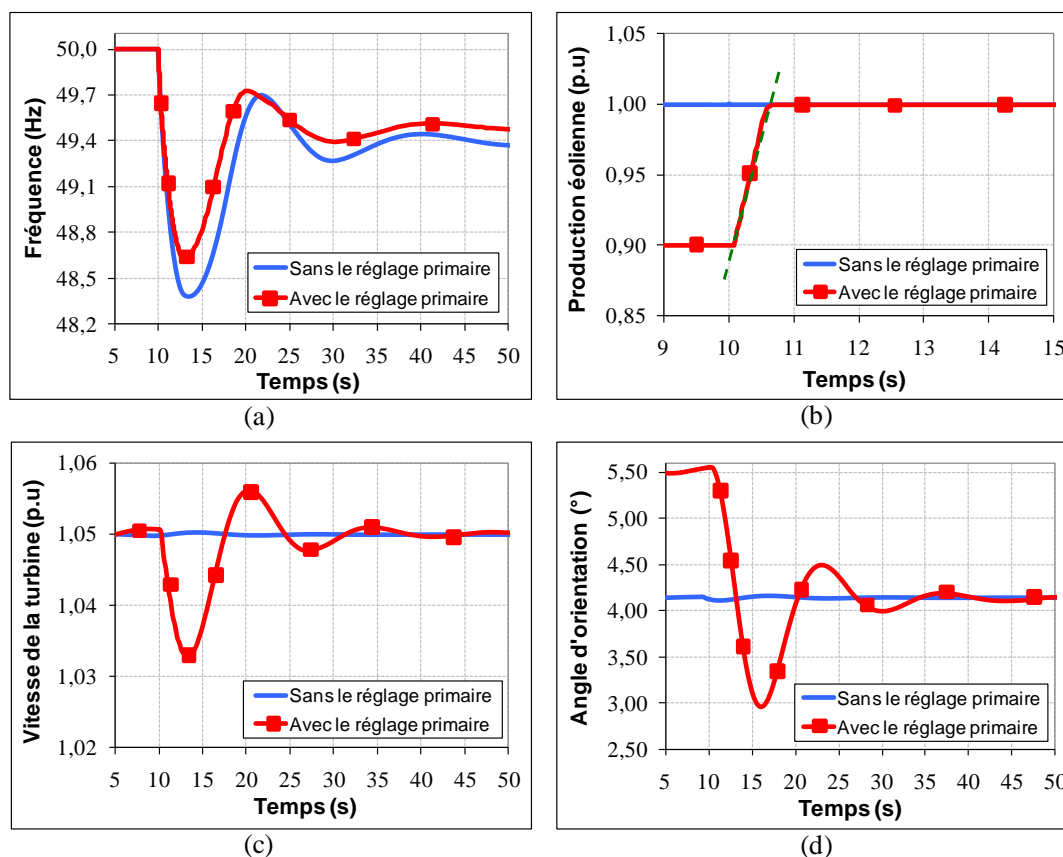 Fréquence (Hz)
50,0
49,7
49,4
49,1
48,8
48,5
48,2
Sans le réglage primaire
Avec le réglage primaire
5 10 15 20 25 30 35 40 45 50
Temps (s)
(a)
Production éolienne (p.u)
1,05
1,00
0,95
0,90
0,85
Sans le réglage primaire
Avec le réglage primaire
9 10 11 12 13 14 15
Temps (s)
(b)
Vitesse de la turbine (p.u)
1,06
1,05
1,04
1,03
1,02
Sans le réglage primaire
Avec le réglage primaire
5 10 15 20 25 30 35 40 45 50
Temps (s)
(c)
Angle d'orientation (°)
5,50
5,00
4,50
4,00
3,50
3,00
2,50
Sans le réglage primaire
Avec le réglage primaire
5 10 15 20 25 30 35 40 45 50
Temps (s)
(d)